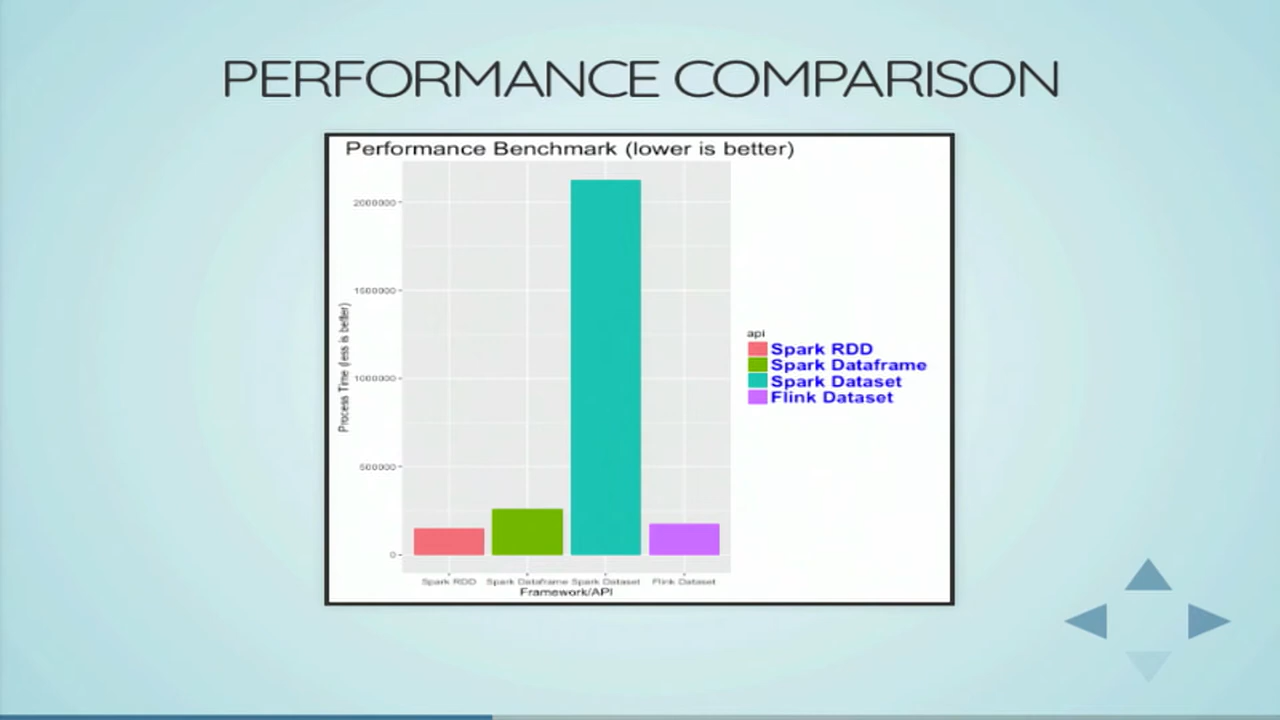 PERFORMANCE COMPARISON
Performance Benchmark (lower is better)
Process Time (less is better)
2000000
1500000
1000000
500000
0
api
Spark RDD
Spark Dataframe
Spark Dataset
Flink Dataset
Spark RDD Spark Dataframe Spark Dataset Flink Dataset
Framework/API